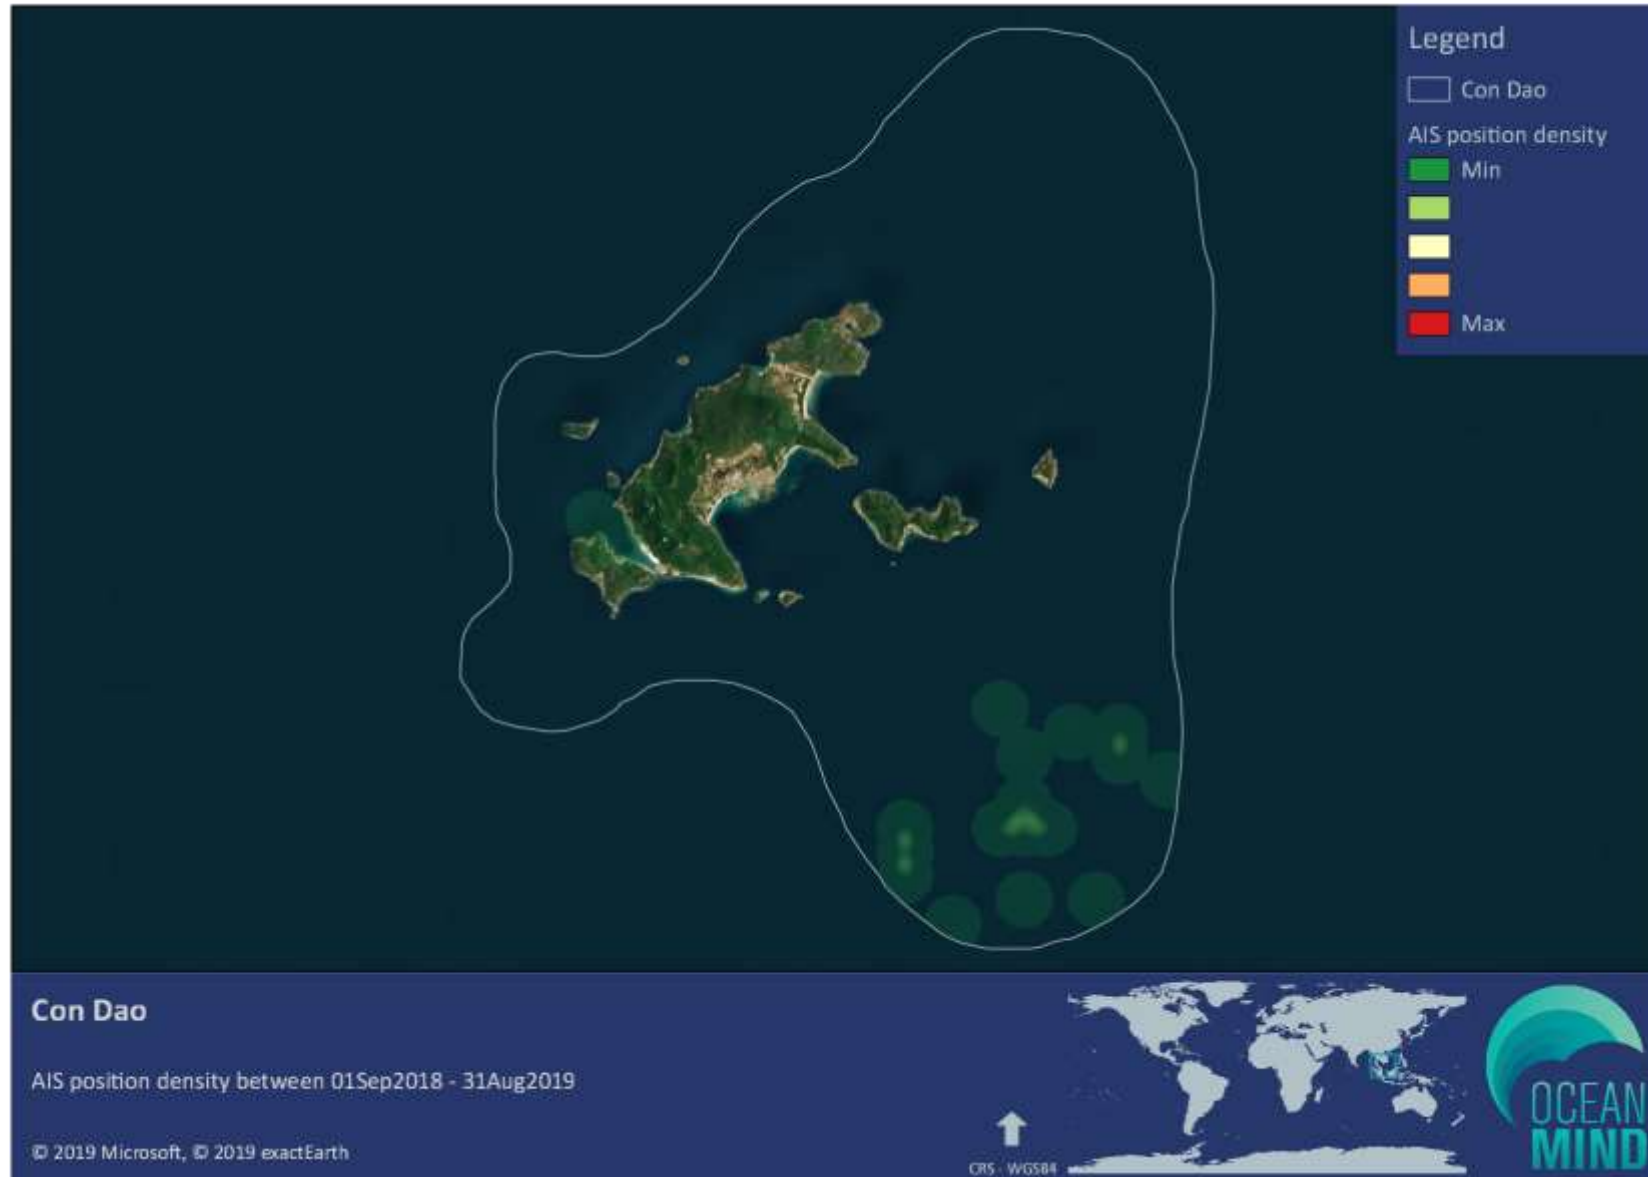 Legend
Con Dao
AIS position density
Min
Max
Con Dao
AIS position density between 01Sep2018 - 31Aug2019
© 2019 Microsoft, © 2019 exactEarth
CRS - WGS84
OCEAN
MIND